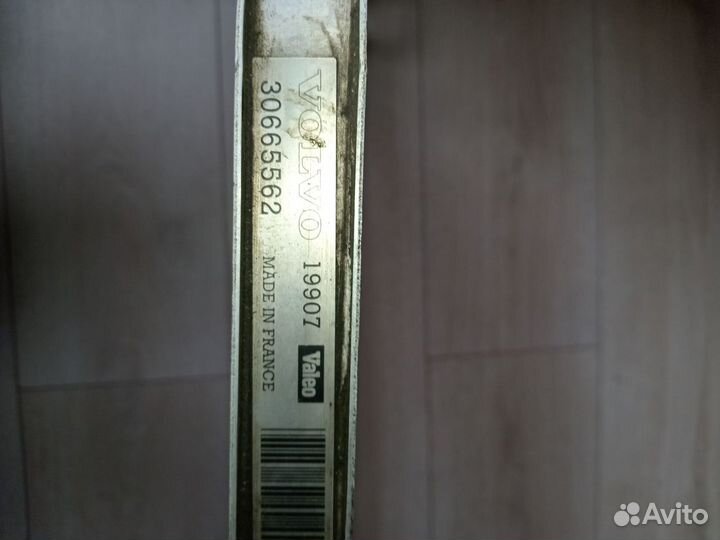 VOLVO 19907 Valeo
30665562 MADE IN FRANCE
Avito